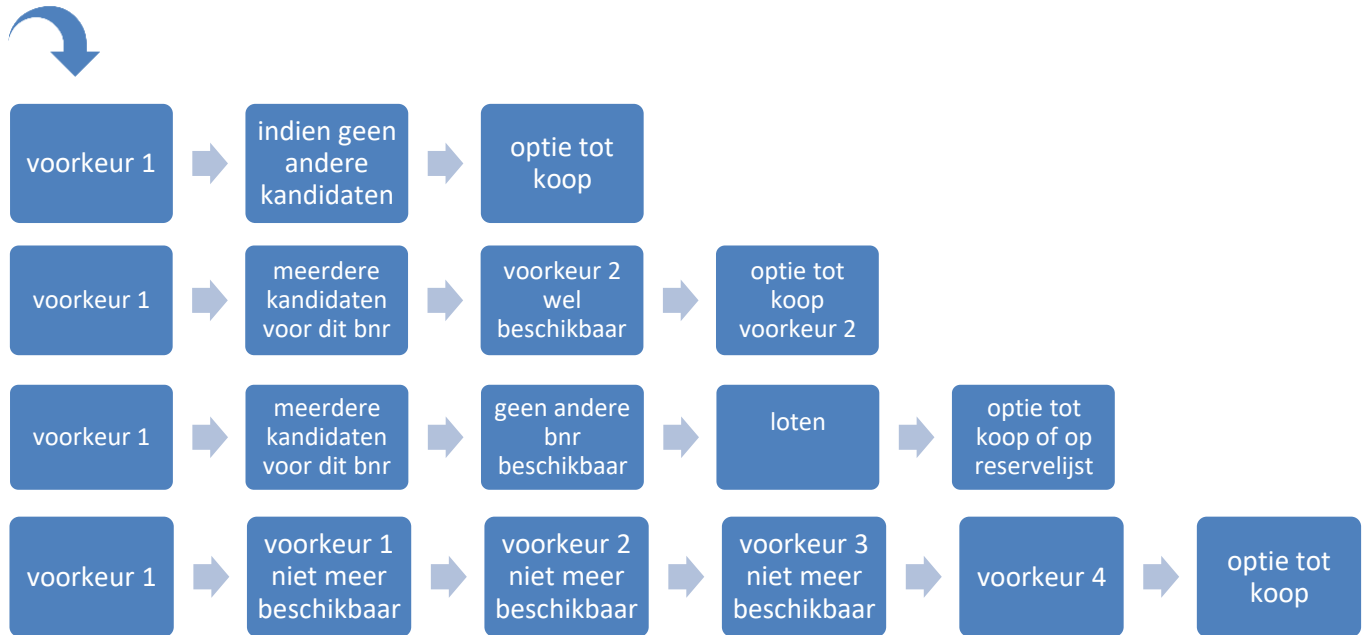 voorkeur 1
indien geen
andere
kandidaten
optie tot
koop
voorkeur 1
meerdere
kandidaten
voor dit bnr
voorkeur 2
wel
beschikbaar
optie tot
koop
voorkeur 2
voorkeur 1
meerdere
kandidaten
voor dit bnr
geen andere
bnr
beschikbaar
loten
optie tot
koop of op
reservelijst
voorkeur 1
voorkeur 1
niet meer
beschikbaar
voorkeur 2
niet meer
beschikbaar
voorkeur 3
niet meer
beschikbaar
voorkeur 4
optie tot
koop